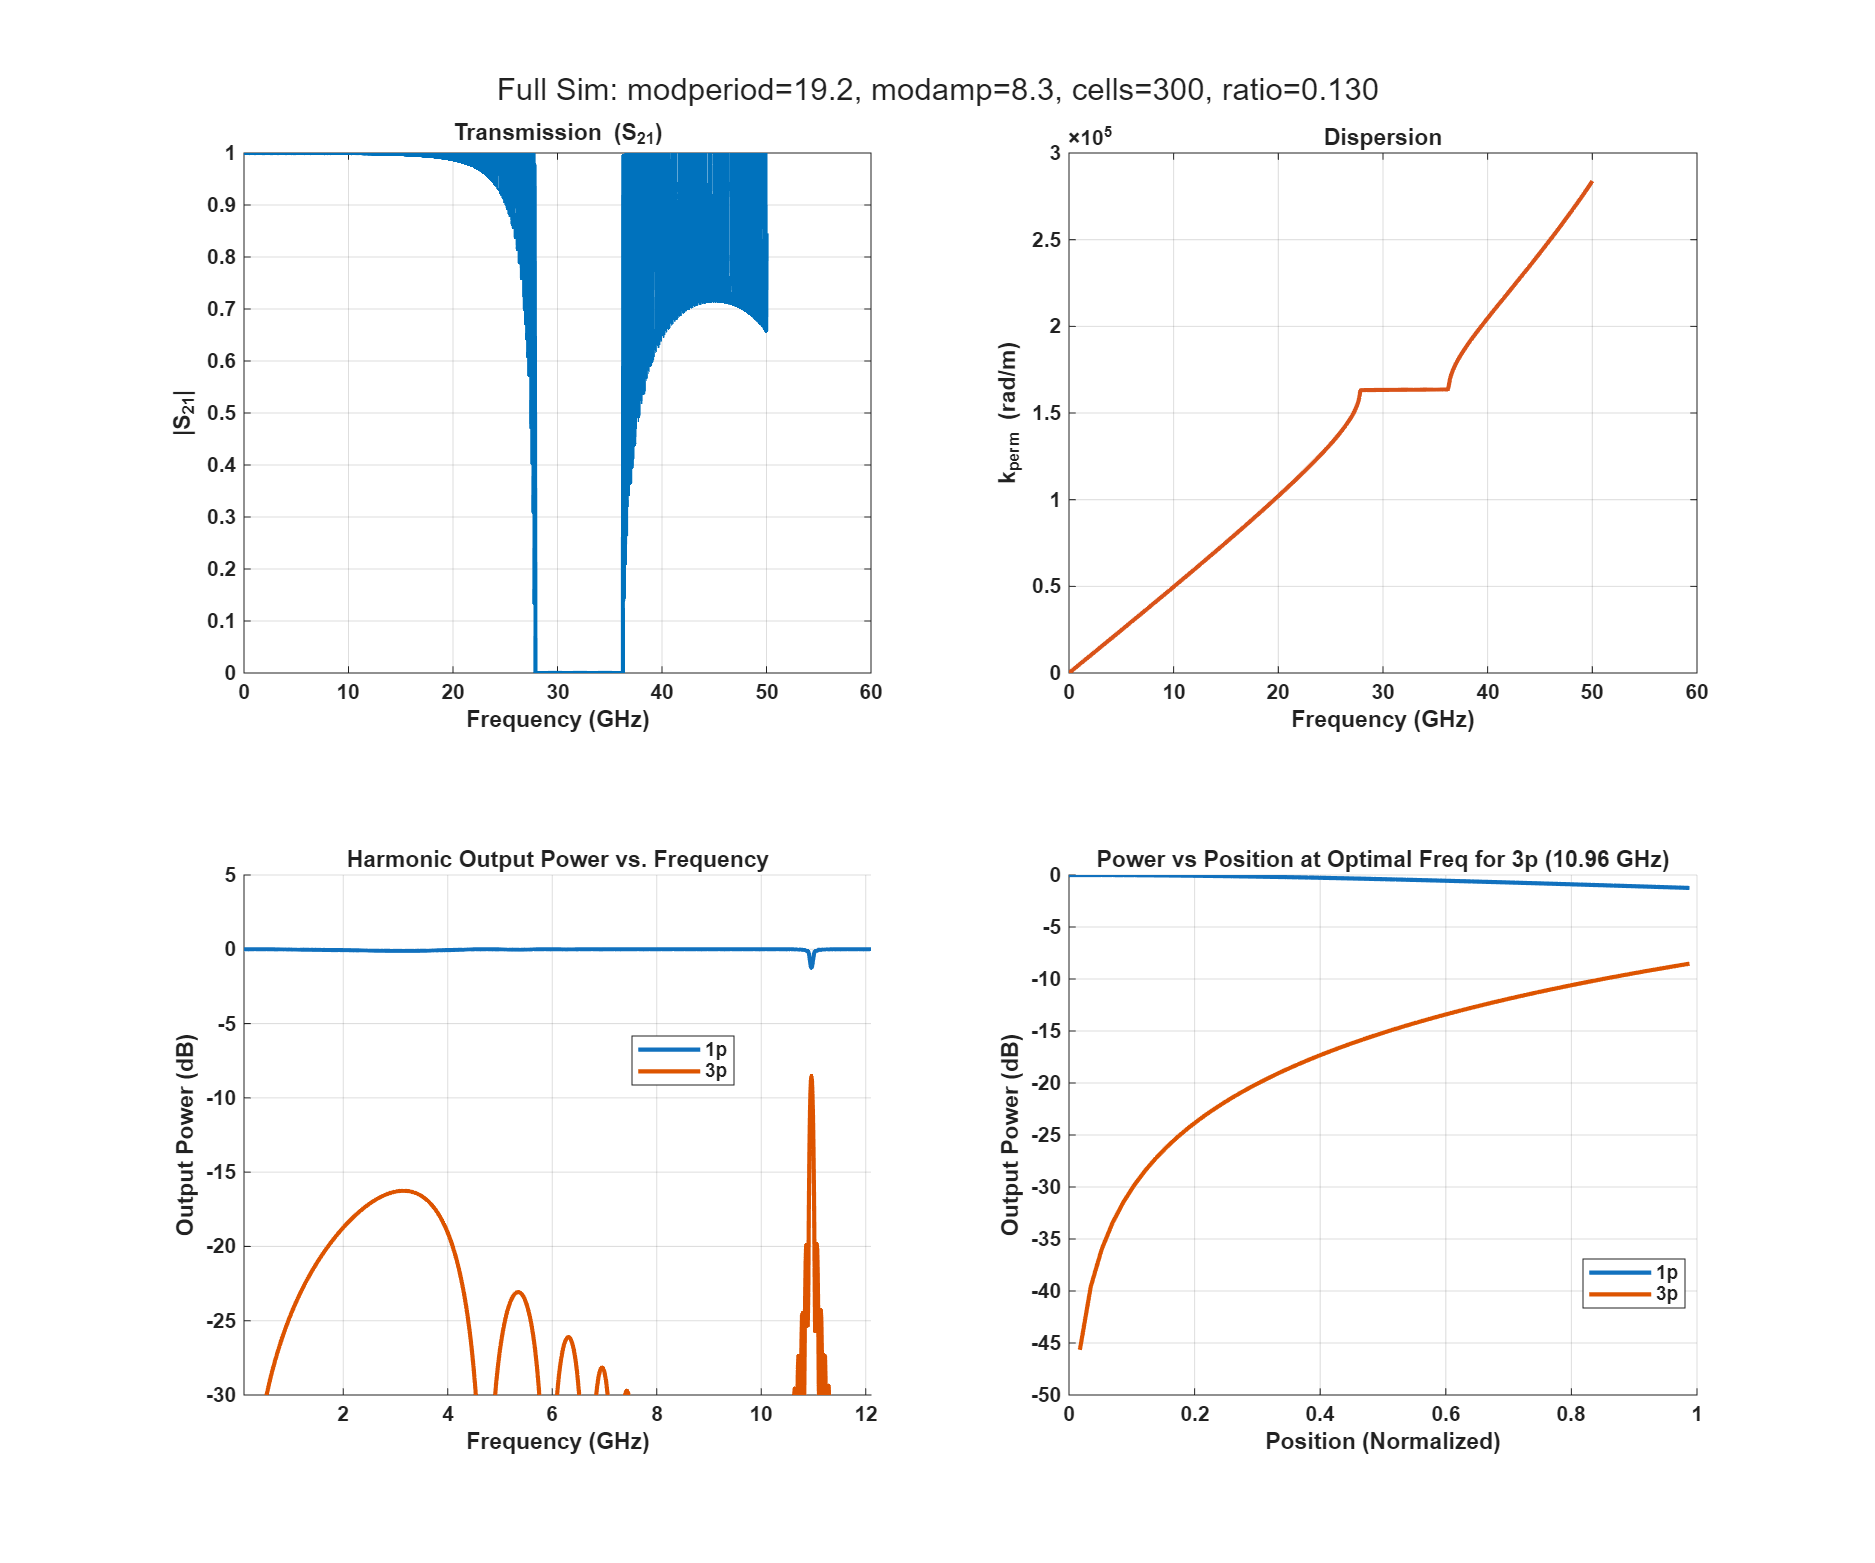 Full Sim: modperiod=19.2, modamp=8.3, cells=300, ratio=0.130
Transmission (S21)
1
0.9
0.8
0.7
0.6
0.5
0.4
0.3
0.2
0.1
0
|S21|
0 10 20 30 40 50 60
Frequency (GHz)
×10⁵
Dispersion
3
2.5
2
1.5
1
0.5
0
kperm (rad/m)
0 10 20 30 40 50 60
Frequency (GHz)
Harmonic Output Power vs. Frequency
5
0
-5
-10
-15
-20
-25
-30
Output Power (dB)
1p
3p
2 4 6 8 10 12
Frequency (GHz)
Power vs Position at Optimal Freq for 3p (10.96 GHz)
0
-5
-10
-15
-20
-25
-30
-35
-40
-45
-50
Output Power (dB)
1p
3p
0 0.2 0.4 0.6 0.8 1
Position (Normalized)